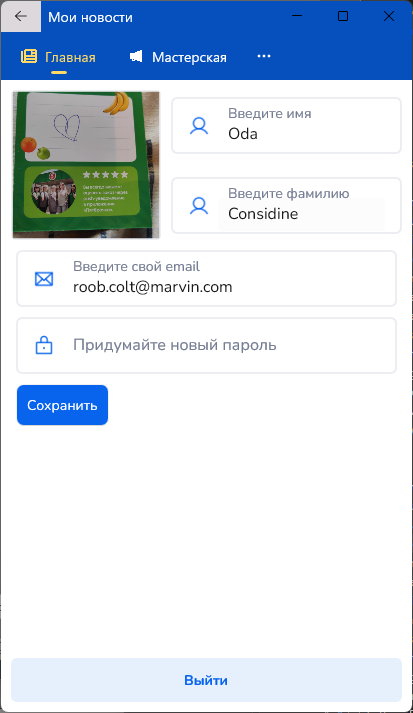 Мои новости
Главная
Мастерская
Введите имя
Oda
Введите фамилию
Considine
Введите свой email
roob.colt@marvin.com
Придумайте новый пароль
Сохранить
Выйти